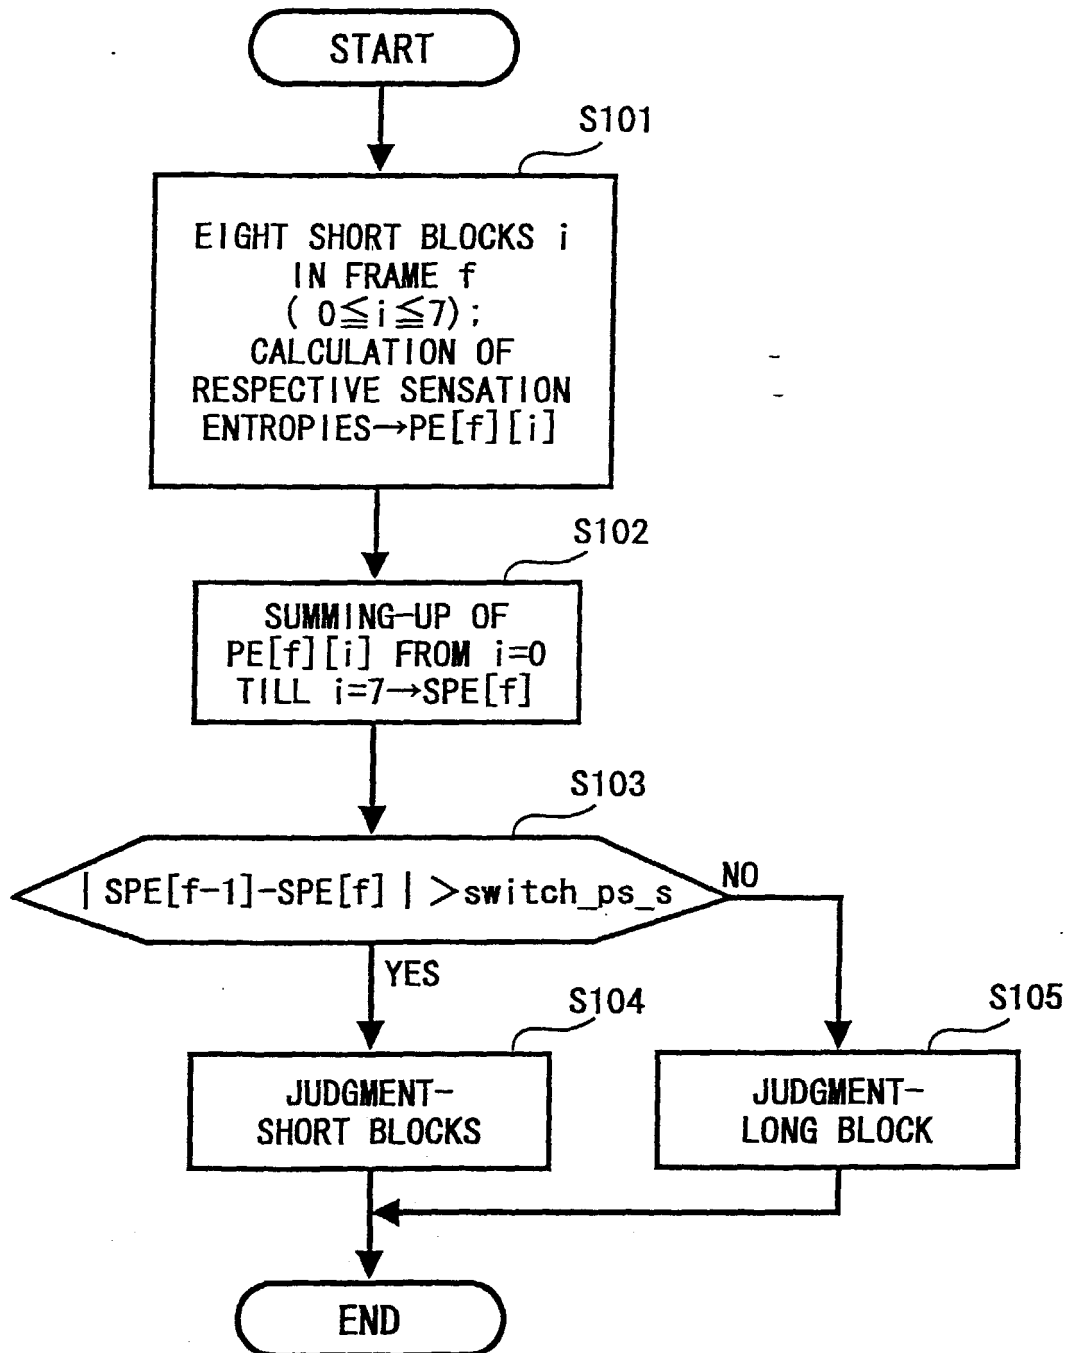 START
S101
EIGHT SHORT BLOCKS i
IN FRAME f
( 0≦i≦7);
CALCULATION OF
RESPECTIVE SENSATION
ENTROPIES→PE[f][i]
S102
SUMMING-UP OF
PE[f][i] FROM i=0
TILL i=7→SPE[f]
S103
| SPE[f-1]-SPE[f] | >switch_ps_s
NO
YES
S104
JUDGMENT-
SHORT BLOCKS
S105
JUDGMENT-
LONG BLOCK
END